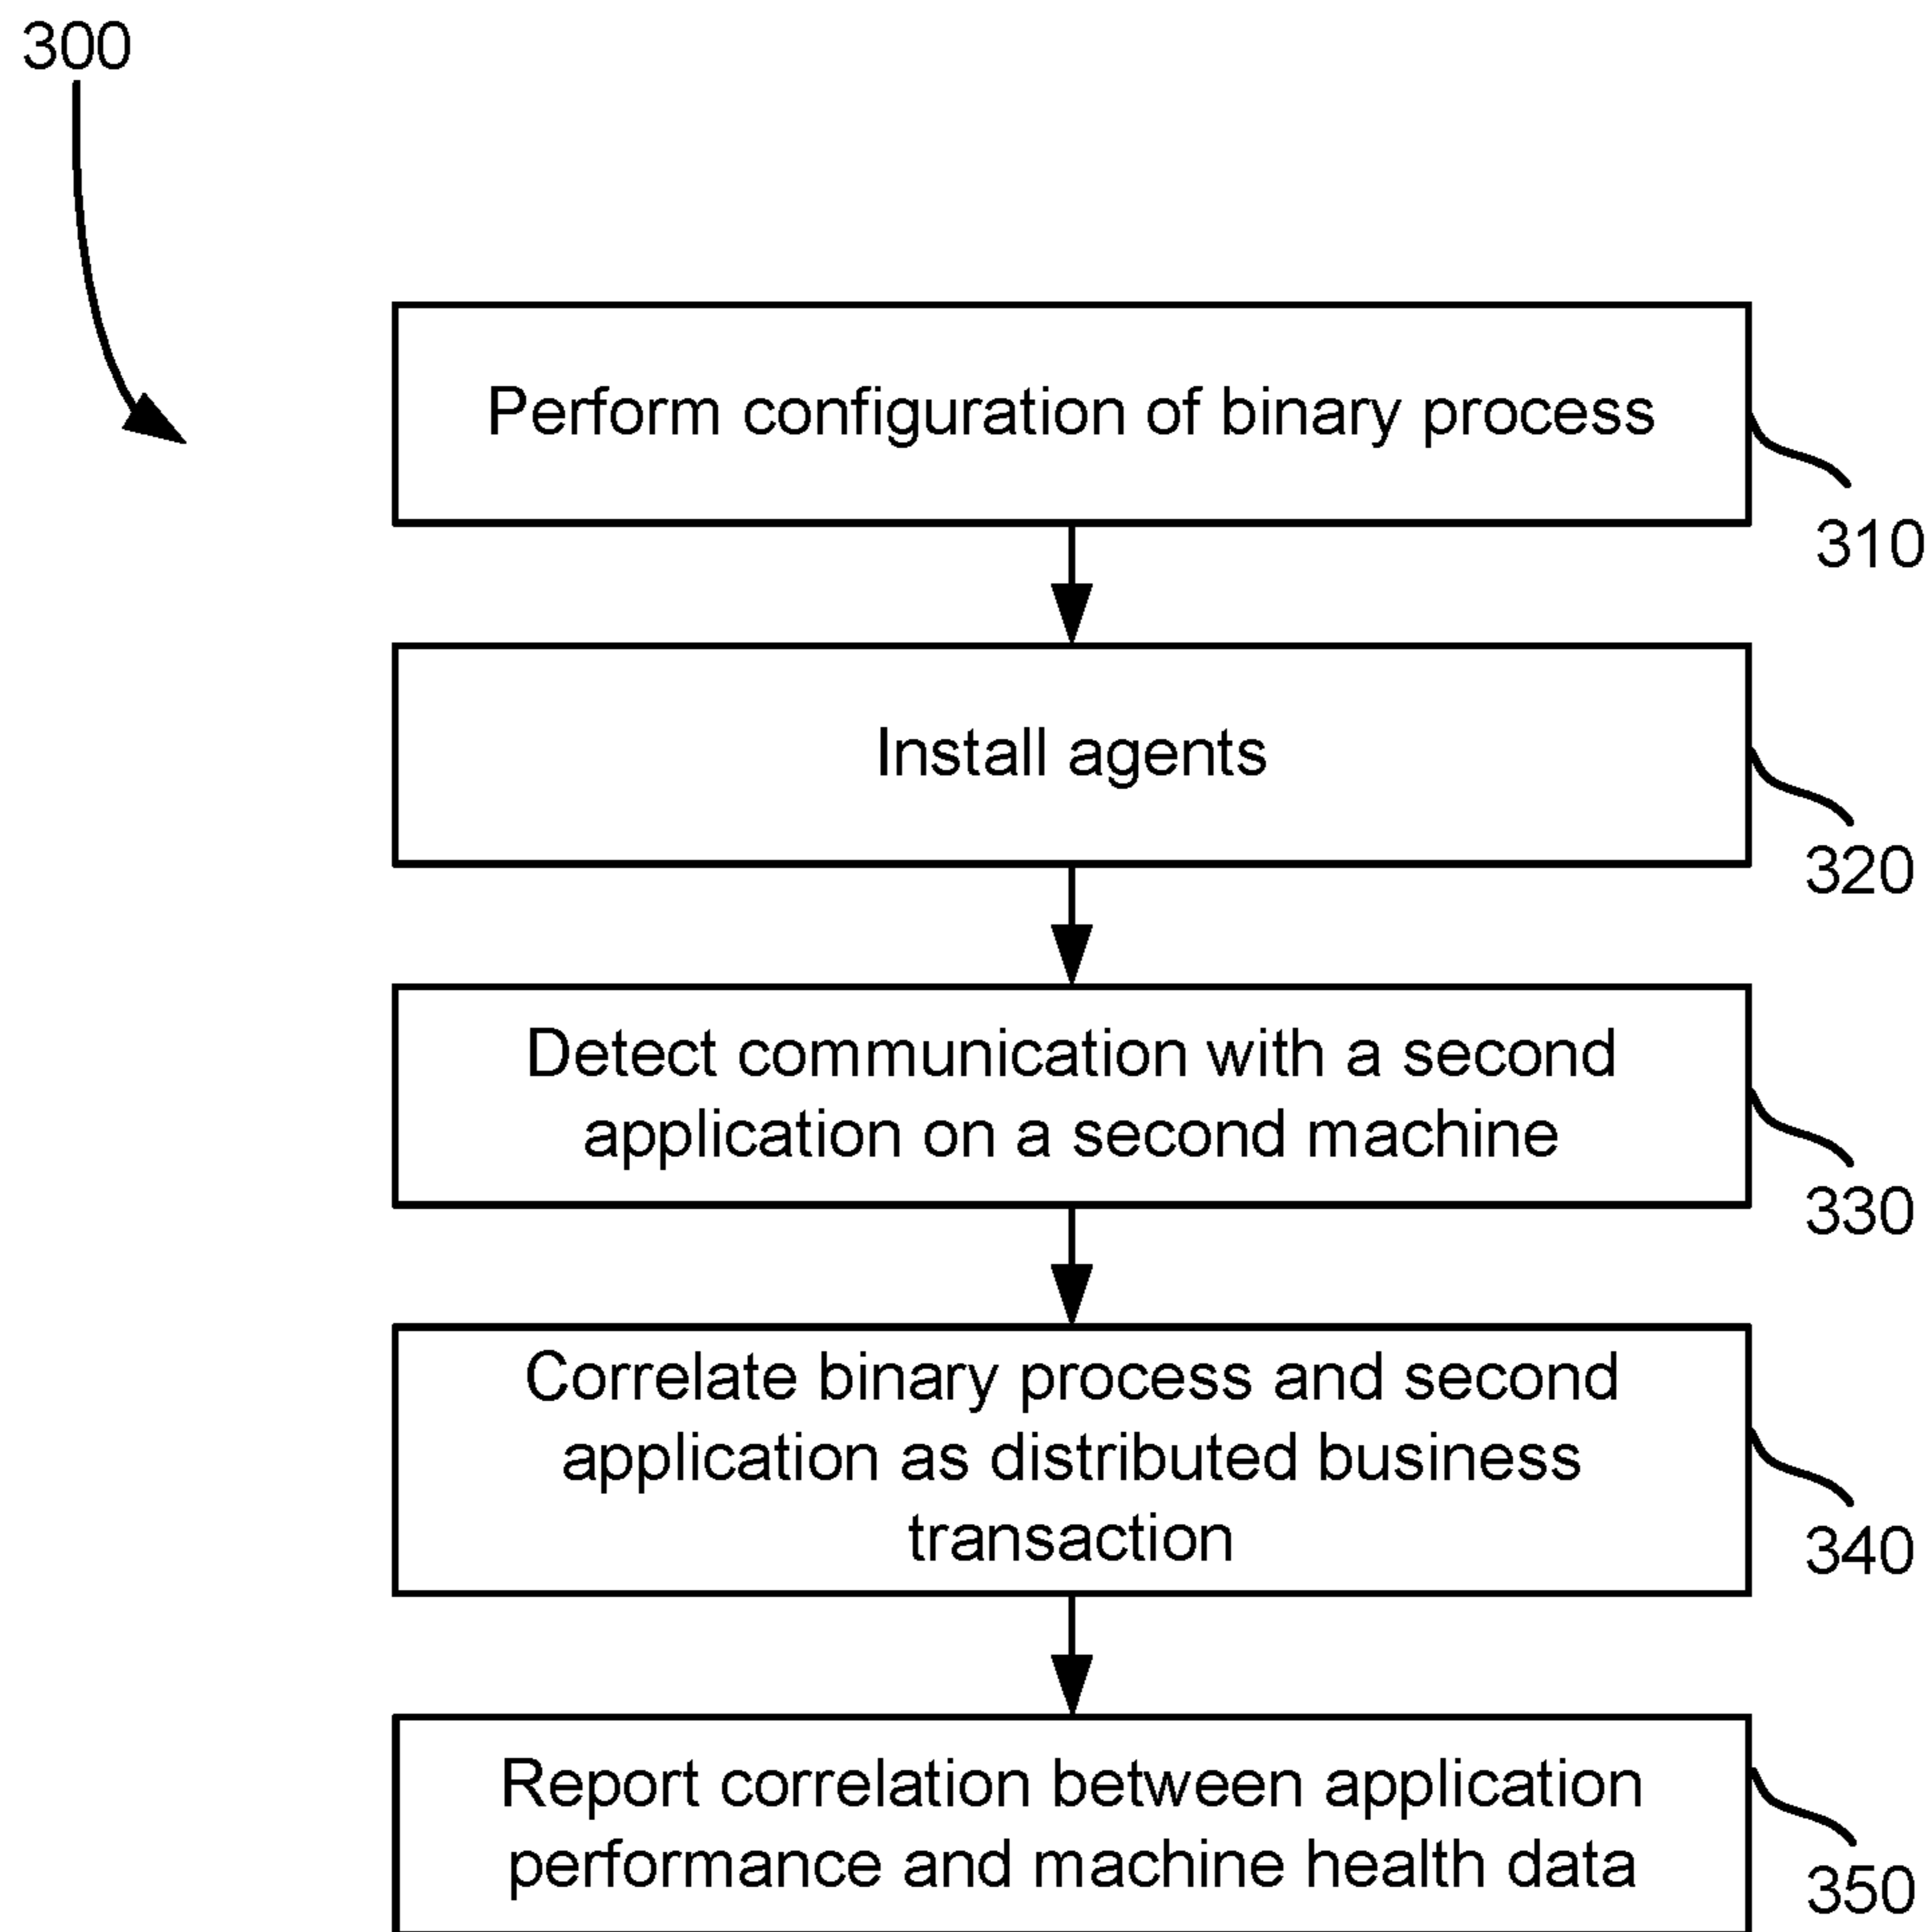 300
Perform configuration of binary process
310
Install agents
320
Detect communication with a second
application on a second machine
330
Correlate binary process and second
application as distributed business
transaction
340
Report correlation between application
performance and machine health data
350